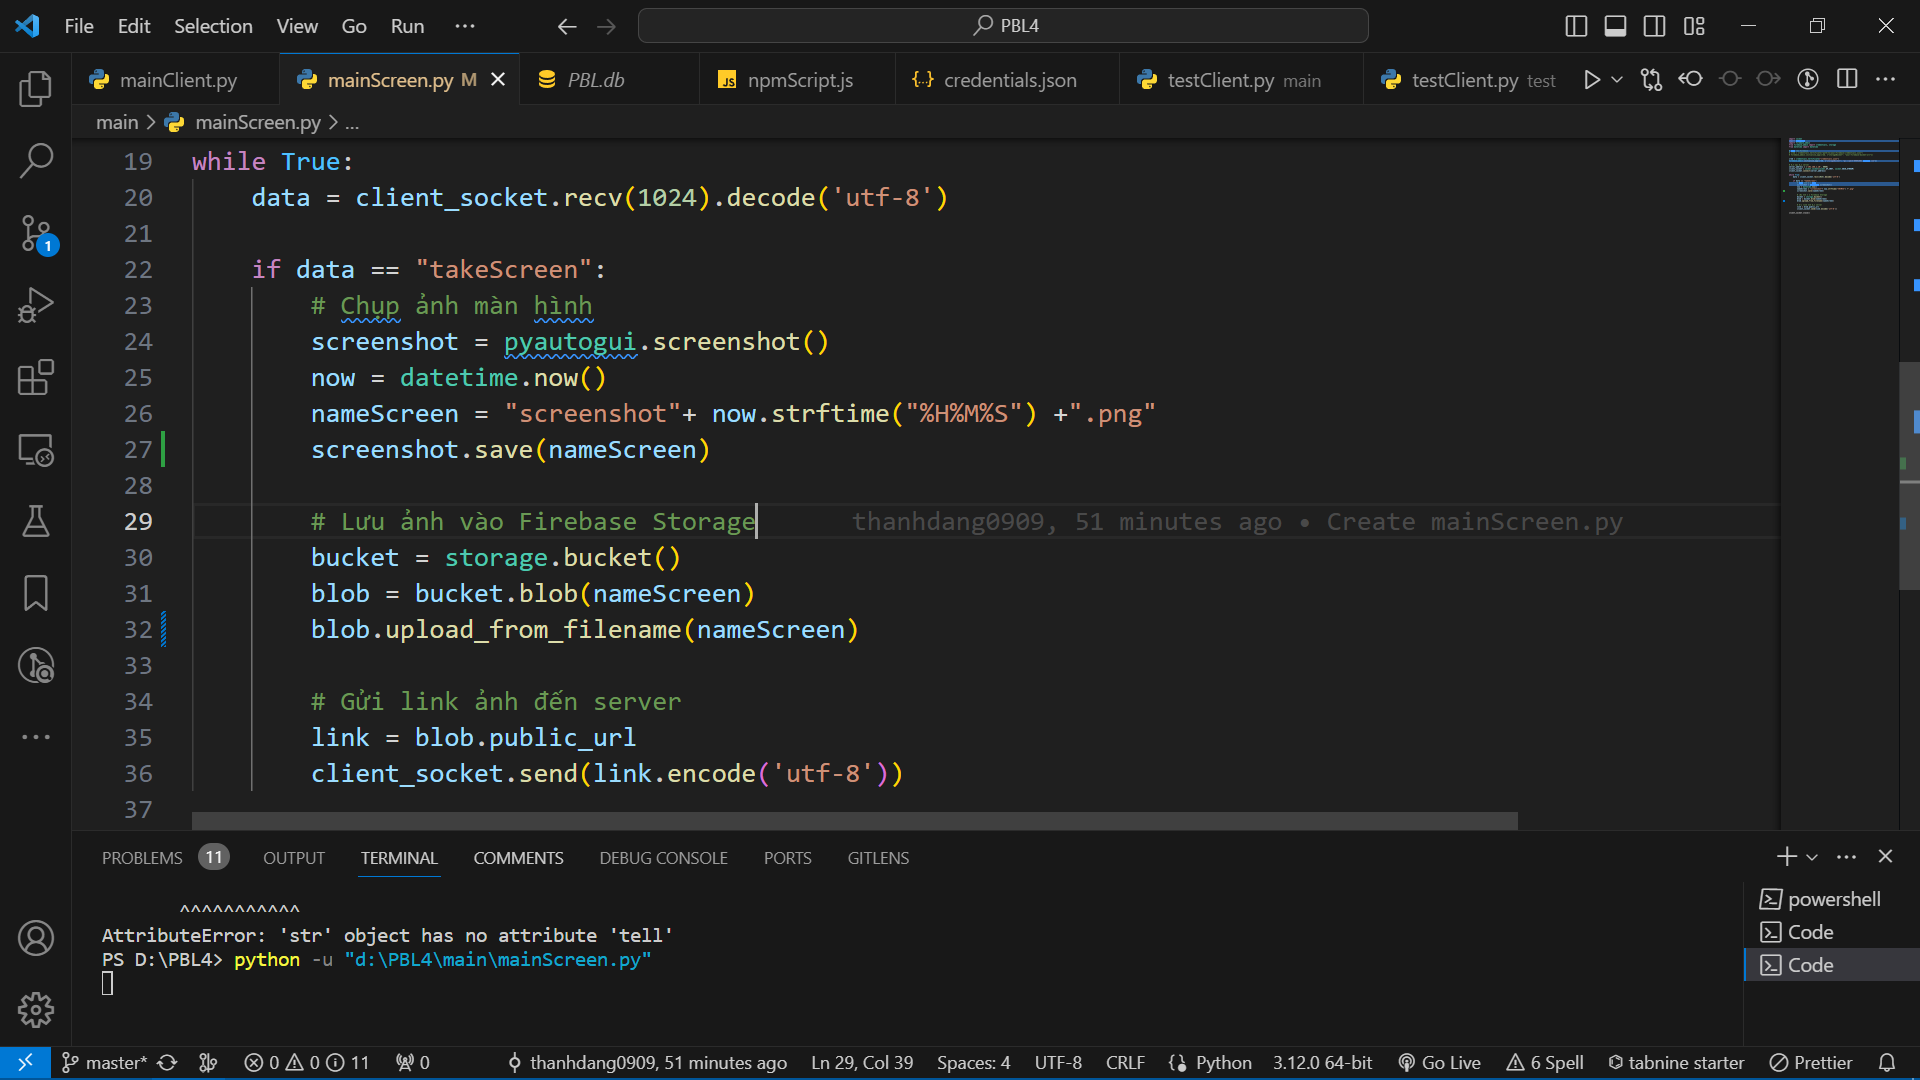 File Edit Selection View Go Run ... PBL4
mainClient.py mainScreen.py M PBL.db npmScript.js credentials.json testClient.py main testClient.py test
main > mainScreen.py > ...
19 while True:
20 data = client_socket.recv(1024).decode('utf-8')
21
22 if data == "takeScreen":
23 # Chụp ảnh màn hình
24 screenshot = pyautogui.screenshot()
25 now = datetime.now()
26 nameScreen = "screenshot"+ now.strftime("%H%M%S") +".png"
27 screenshot.save(nameScreen)
28
29 # Lưu ảnh vào Firebase Storage thanhdang0909, 51 minutes ago • Create mainScreen.py
30 bucket = storage.bucket()
31 blob = bucket.blob(nameScreen)
32 blob.upload_from_filename(nameScreen)
33
34 # Gửi link ảnh đến server
35 link = blob.public_url
36 client_socket.send(link.encode('utf-8'))
37
PROBLEMS 11 OUTPUT TERMINAL COMMENTS DEBUG CONSOLE PORTS GITLENS
^^^^^^^^^^^
AttributeError: 'str' object has no attribute 'tell'
PS D:\PBL4> python -u "d:\PBL4\main\mainScreen.py"
powershell
Code
Code
1
master* 0 0 11 0 thanhdang0909, 51 minutes ago Ln 29, Col 39 Spaces: 4 UTF-8 CRLF Python 3.12.0 64-bit Go Live 6 Spell tabnine starter Prettier